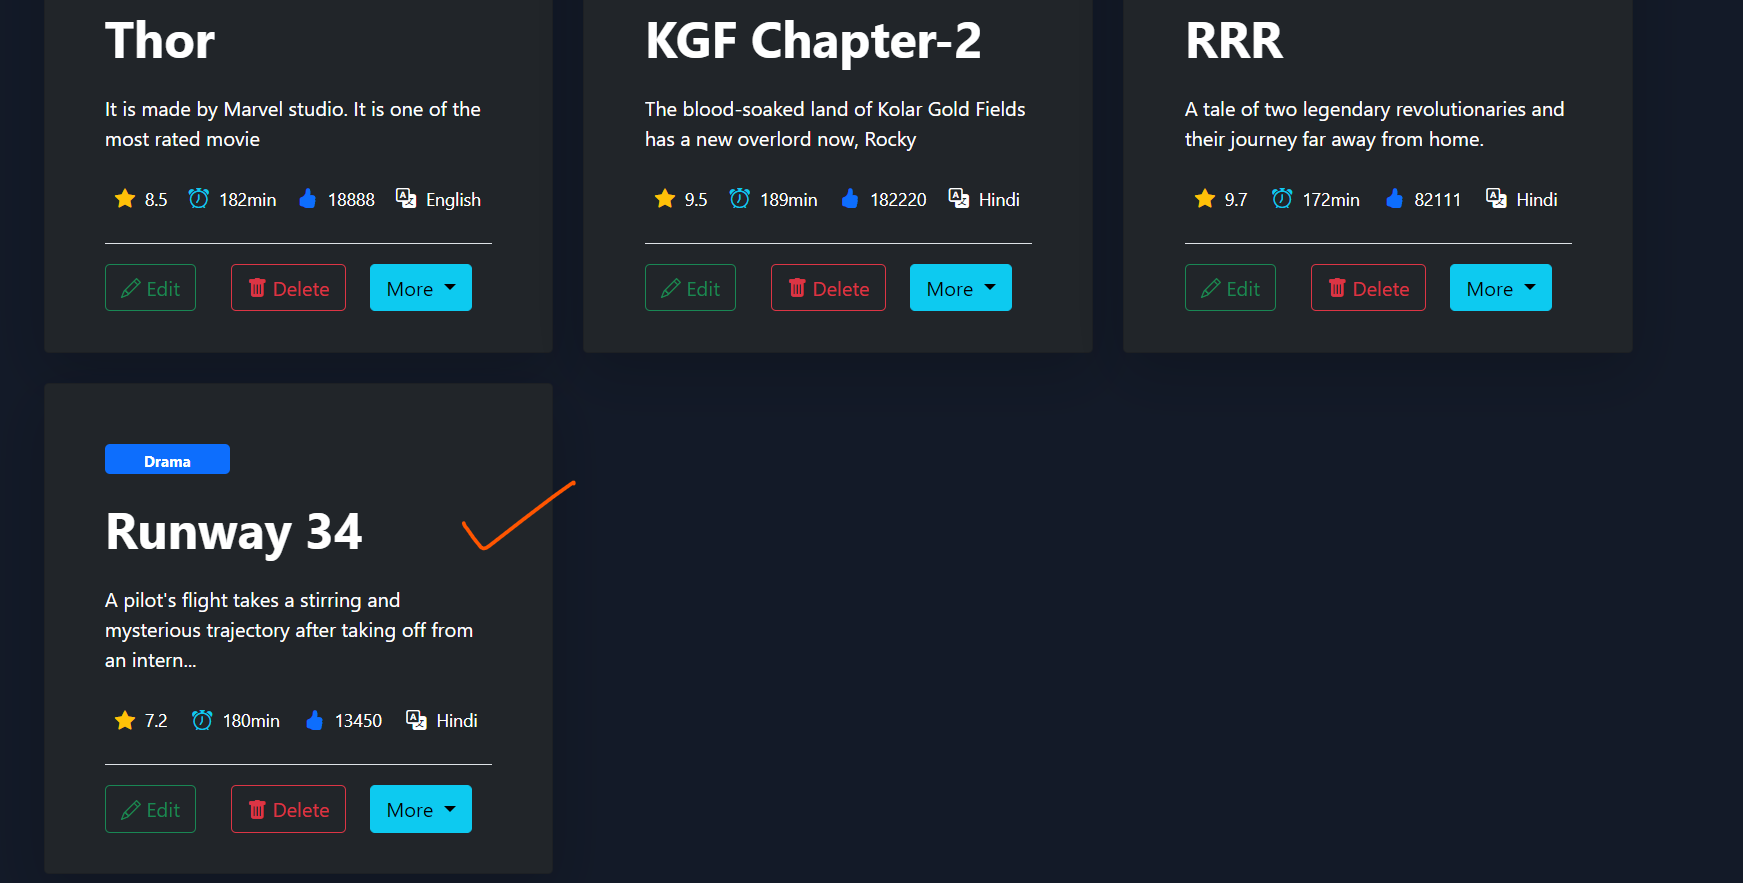 Thor
It is made by Marvel studio. It is one of the
most rated movie
8.5 182min 18888 English
Edit Delete More
KGF Chapter-2
The blood-soaked land of Kolar Gold Fields
has a new overlord now, Rocky
9.5 189min 182220 Hindi
Edit Delete More
RRR
A tale of two legendary revolutionaries and
their journey far away from home.
9.7 172min 82111 Hindi
Edit Delete More
Drama
Runway 34
A pilot's flight takes a stirring and
mysterious trajectory after taking off from
an intern...
7.2 180min 13450 Hindi
Edit Delete More